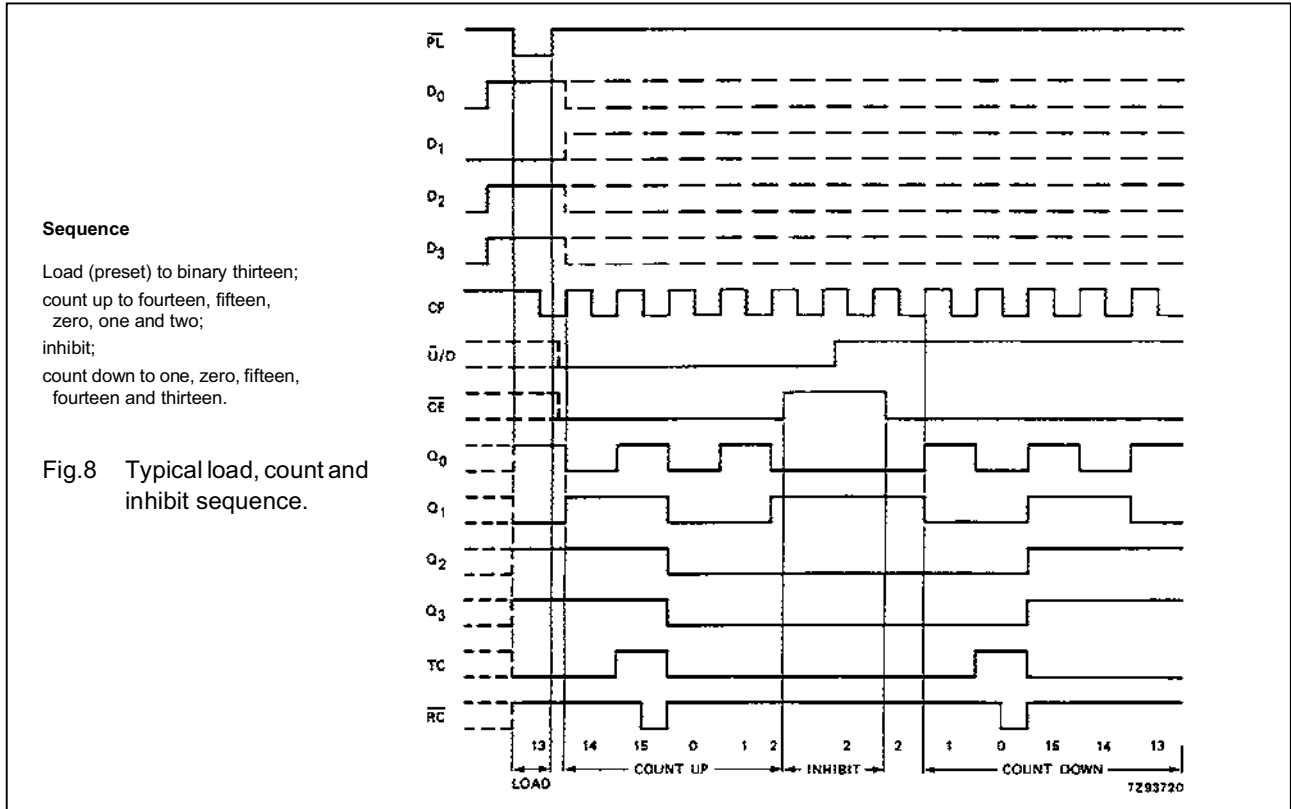 Sequence
Load (preset) to binary thirteen;
count up to fourteen, fifteen,
zero, one and two;
inhibit;
count down to one, zero, fifteen,
fourteen and thirteen.
Fig.8 Typical load, count and
inhibit sequence.
P̅L̅
D₀
D₁
D₂
D₃
CP
U̅/D
C̅E̅
Q₀
Q₁
Q₂
Q₃
TC
R̅C̅
13 14 15 0 1 2 2 2 1 0 15 14 13
COUNT UP INHIBIT COUNT DOWN
LOAD
7Z93720